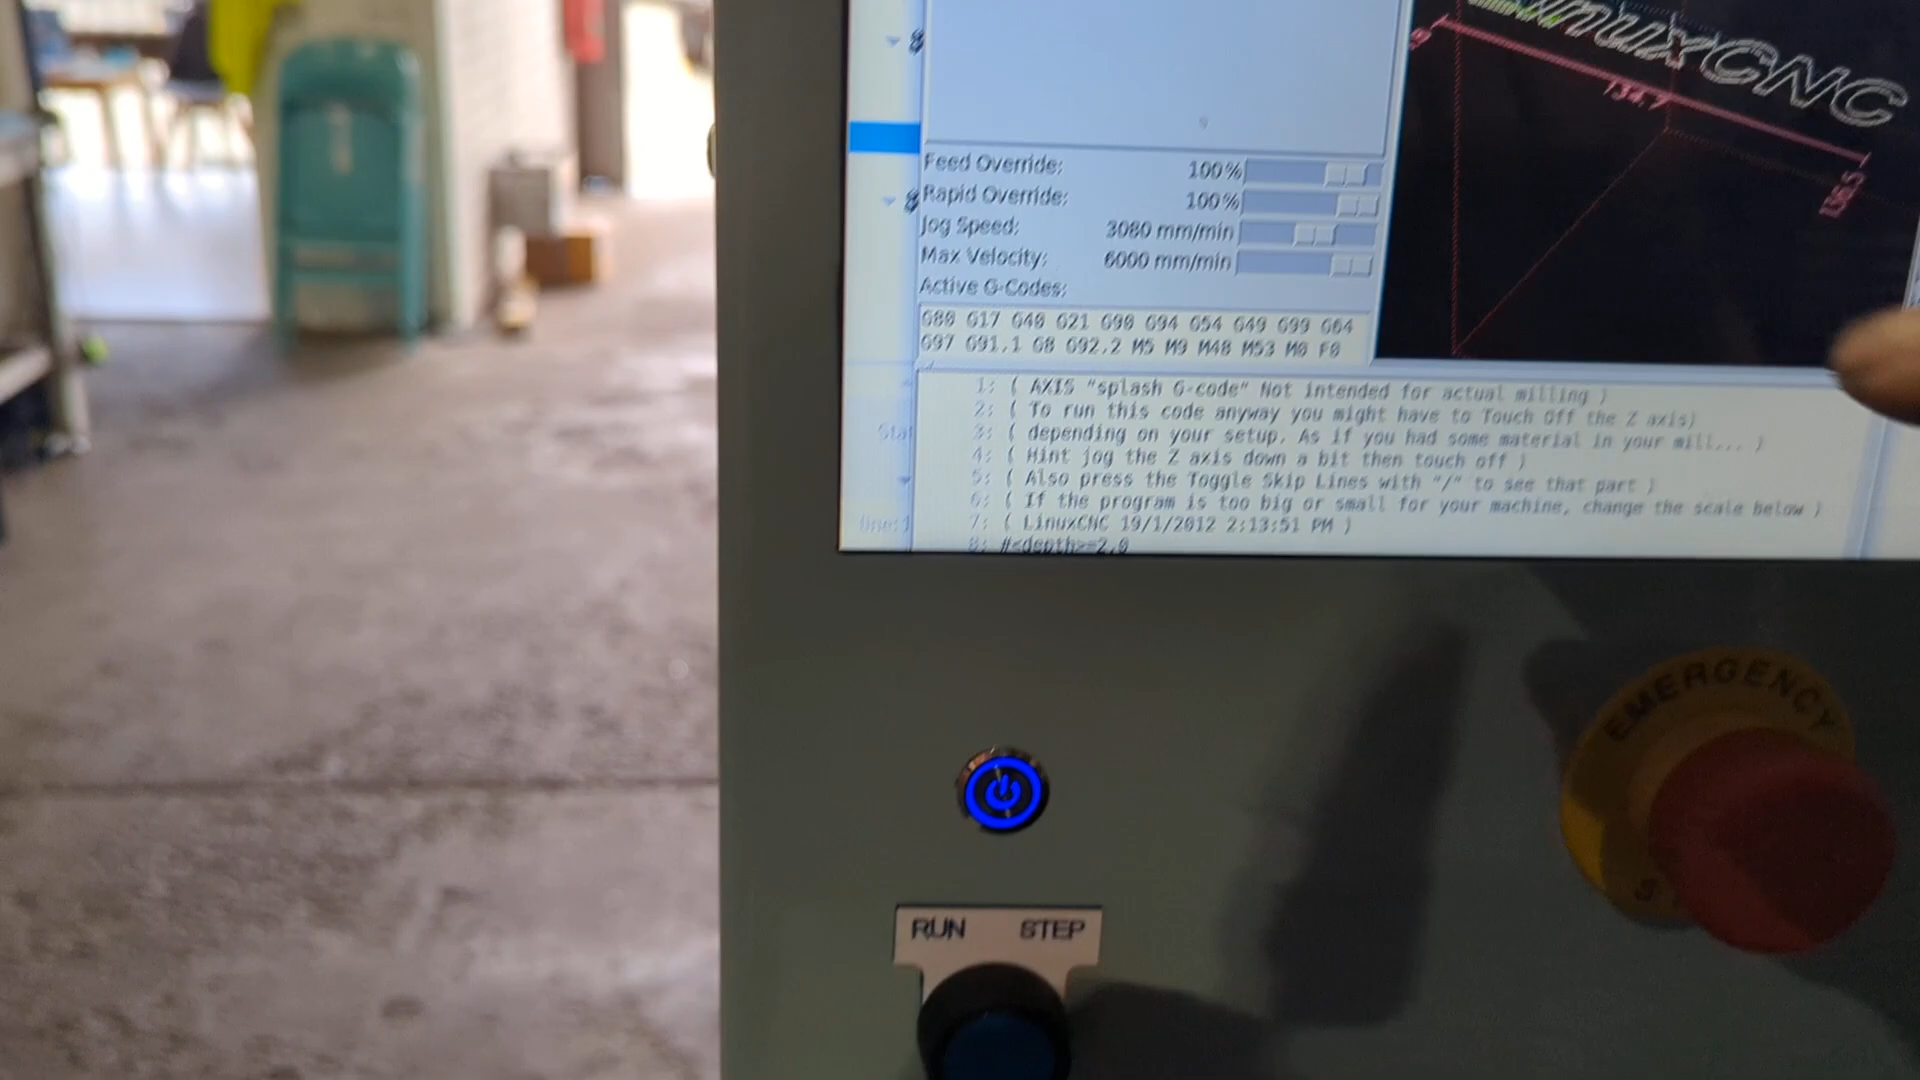 LinuxCNC
134.7
158.5
Feed Override: 100%
Rapid Override: 100%
Jog Speed: 3080 mm/min
Max Velocity: 6000 mm/min
Active G-Codes:
G80 G17 G40 G21 G90 G94 G54 G49 G99 G64
G97 G91.1 G8 G92.2 M5 M9 M48 M53 M0 F0
1: ( AXIS "splash G-code" Not intended for actual milling )
2: ( To run this code anyway you might have to Touch Off the Z axis)
3: ( depending on your setup. As if you had some material in your mill... )
4: ( Hint jog the Z axis down a bit then touch off )
5: ( Also press the Toggle Skip Lines with "/" to see that part )
6: ( If the program is too big or small for your machine, change the scale below )
7: ( LinuxCNC 19/1/2012 2:13:51 PM )
8: #<depth>=2.0
EMERGENCY
RUN STEP